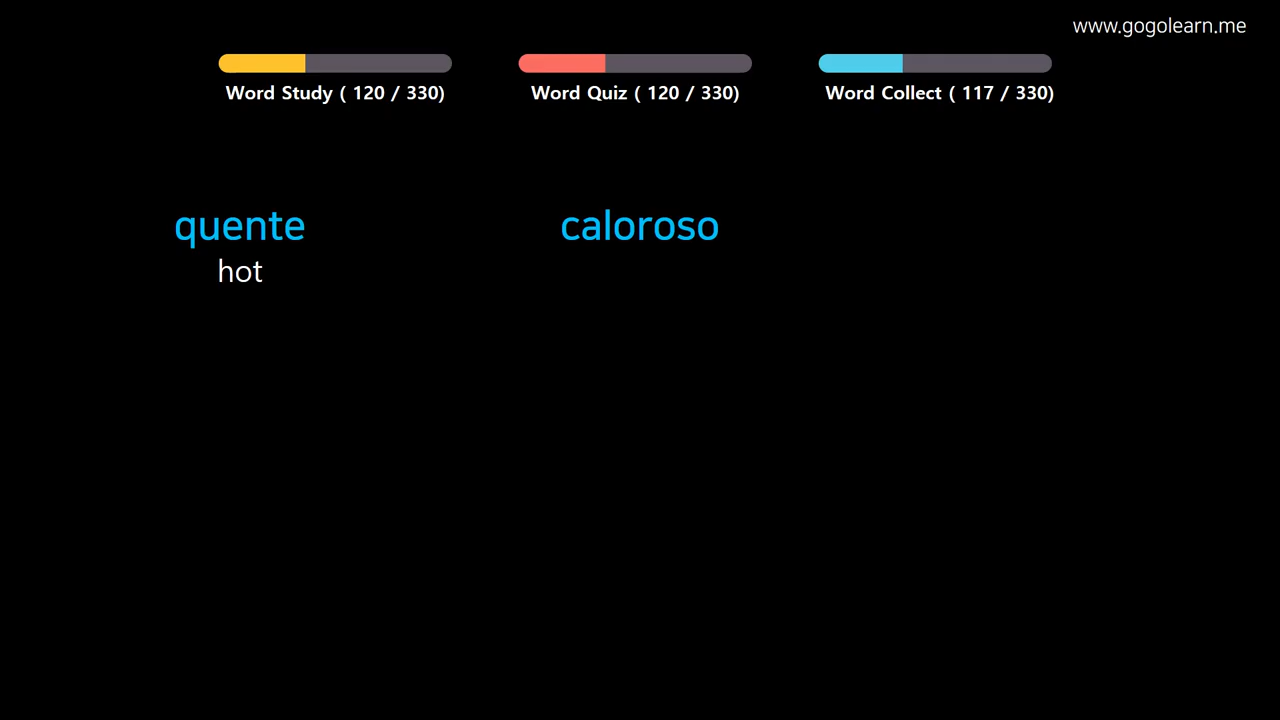 www.gogolearn.me
Word Study ( 120 / 330)
Word Quiz ( 120 / 330)
Word Collect ( 117 / 330)
quente
caloroso
hot